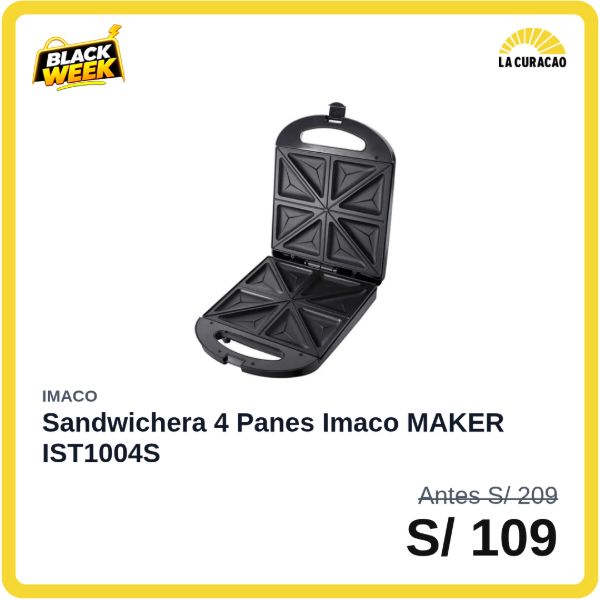 BLACK
WEEK
LA CURACAO
IMACO
Sandwichera 4 Panes Imaco MAKER
IST1004S
Antes S/ 209
S/ 109